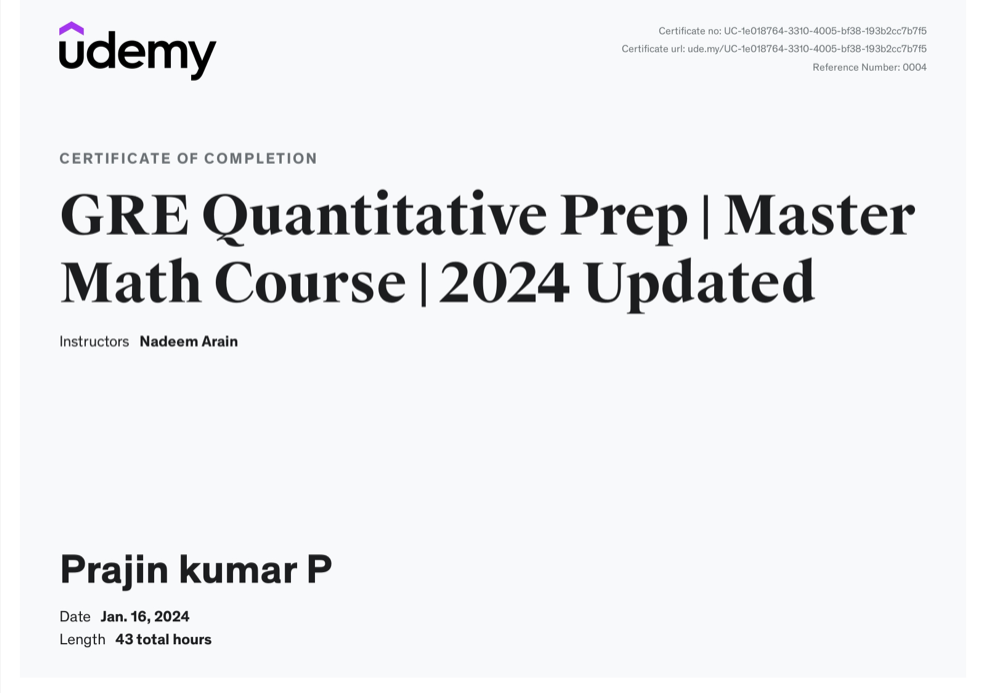 udemy
Certificate no: UC-1e018764-3310-4005-bf38-193b2cc7b7f5
Certificate url: ude.my/UC-1e018764-3310-4005-bf38-193b2cc7b7f5
Reference Number: 0004
CERTIFICATE OF COMPLETION
GRE Quantitative Prep | Master
Math Course | 2024 Updated
Instructors Nadeem Arain
Prajin kumar P
Date Jan. 16, 2024
Length 43 total hours